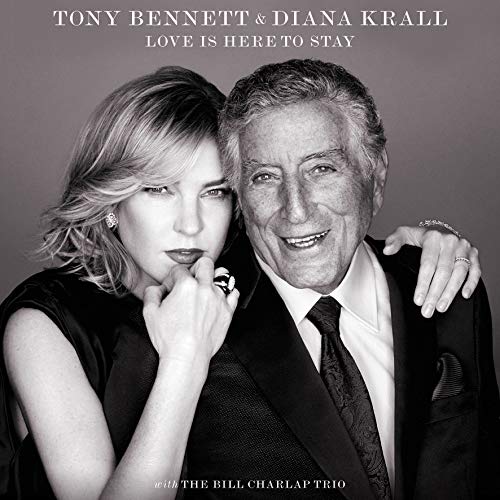 TONY BENNETT & DIANA KRALL
LOVE IS HERE TO STAY
with THE BILL CHARLAP TRIO